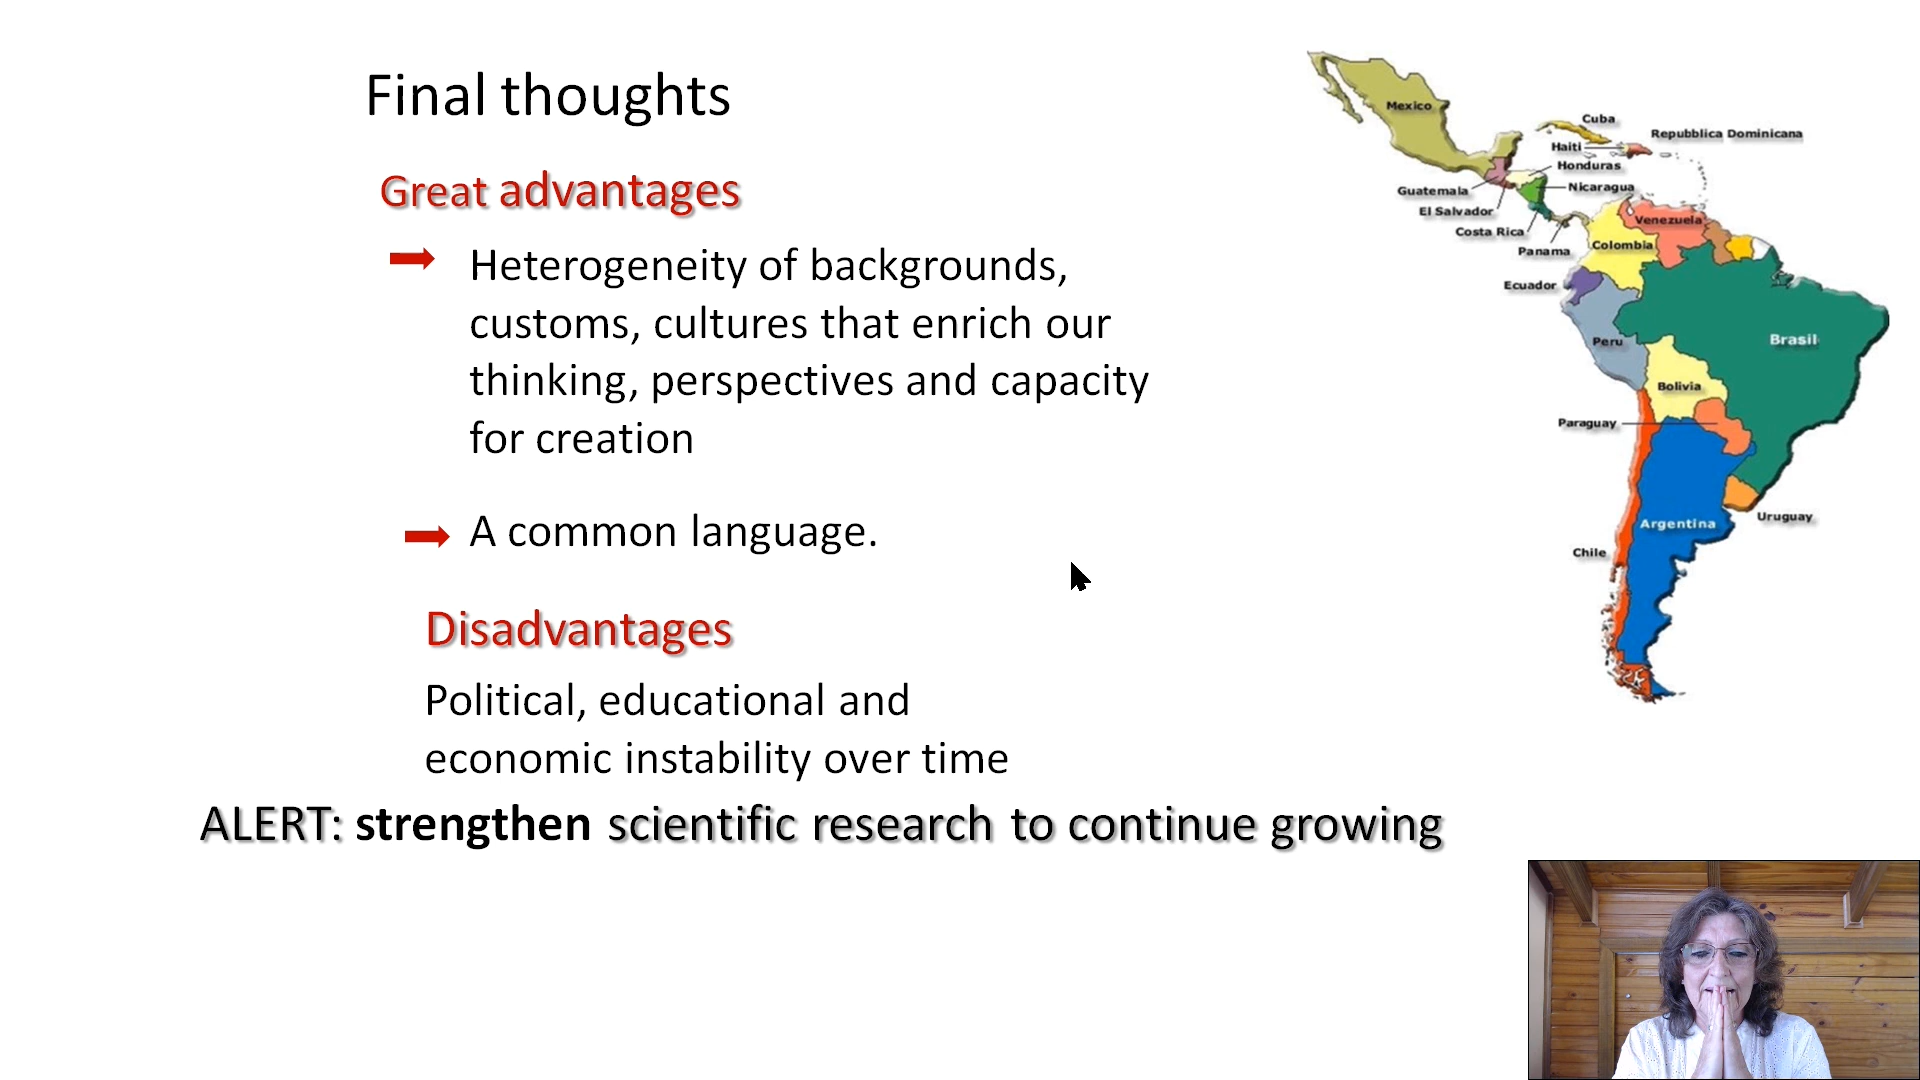 Final thoughts
Great advantages
Heterogeneity of backgrounds,
customs, cultures that enrich our
thinking, perspectives and capacity
for creation
A common language.
Disadvantages
Political, educational and
economic instability over time
ALERT: strengthen scientific research to continue growing
Mexico
Cuba
Repubblica Dominicana
Haiti
Honduras
Guatemala
Nicaragua
El Salvador
Costa Rica
Panama
Venezuela
Colombia
Ecuador
Peru
Brasil
Bolivia
Paraguay
Uruguay
Argentina
Chile